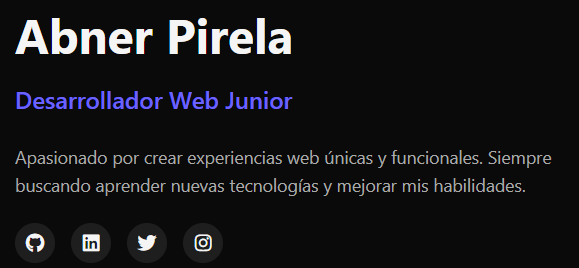 Abner Pirela
Desarrollador Web Junior
Apasionado por crear experiencias web únicas y funcionales. Siempre
buscando aprender nuevas tecnologías y mejorar mis habilidades.